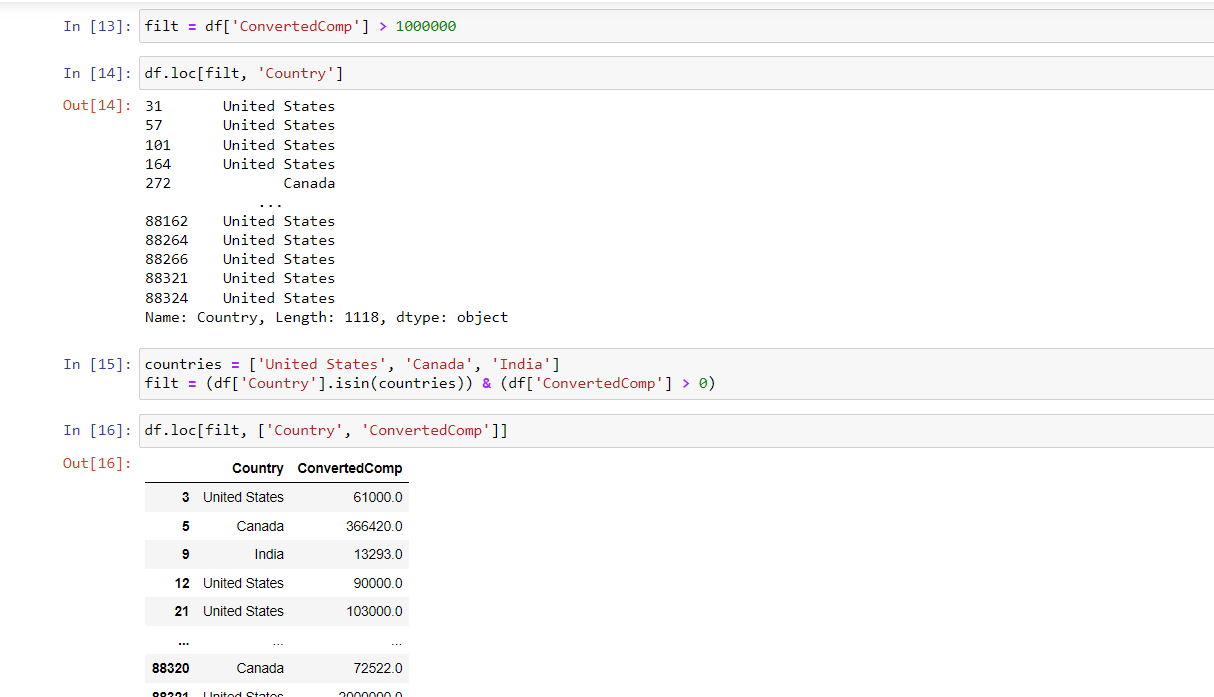 In [13]: filt = df['ConvertedComp'] > 1000000
In [14]: df.loc[filt, 'Country']
Out[14]: 31 United States
57 United States
101 United States
164 United States
272 Canada
...
88162 United States
88264 United States
88266 United States
88321 United States
88324 United States
Name: Country, Length: 1118, dtype: object
In [15]: countries = ['United States', 'Canada', 'India']
filt = (df['Country'].isin(countries)) & (df['ConvertedComp'] > 0)
In [16]: df.loc[filt, ['Country', 'ConvertedComp']]
Out[16]:
Country ConvertedComp
3 United States 61000.0
5 Canada 366420.0
9 India 13293.0
12 United States 90000.0
21 United States 103000.0
... ... ...
88320 Canada 72522.0
88321 United States 2000000.0